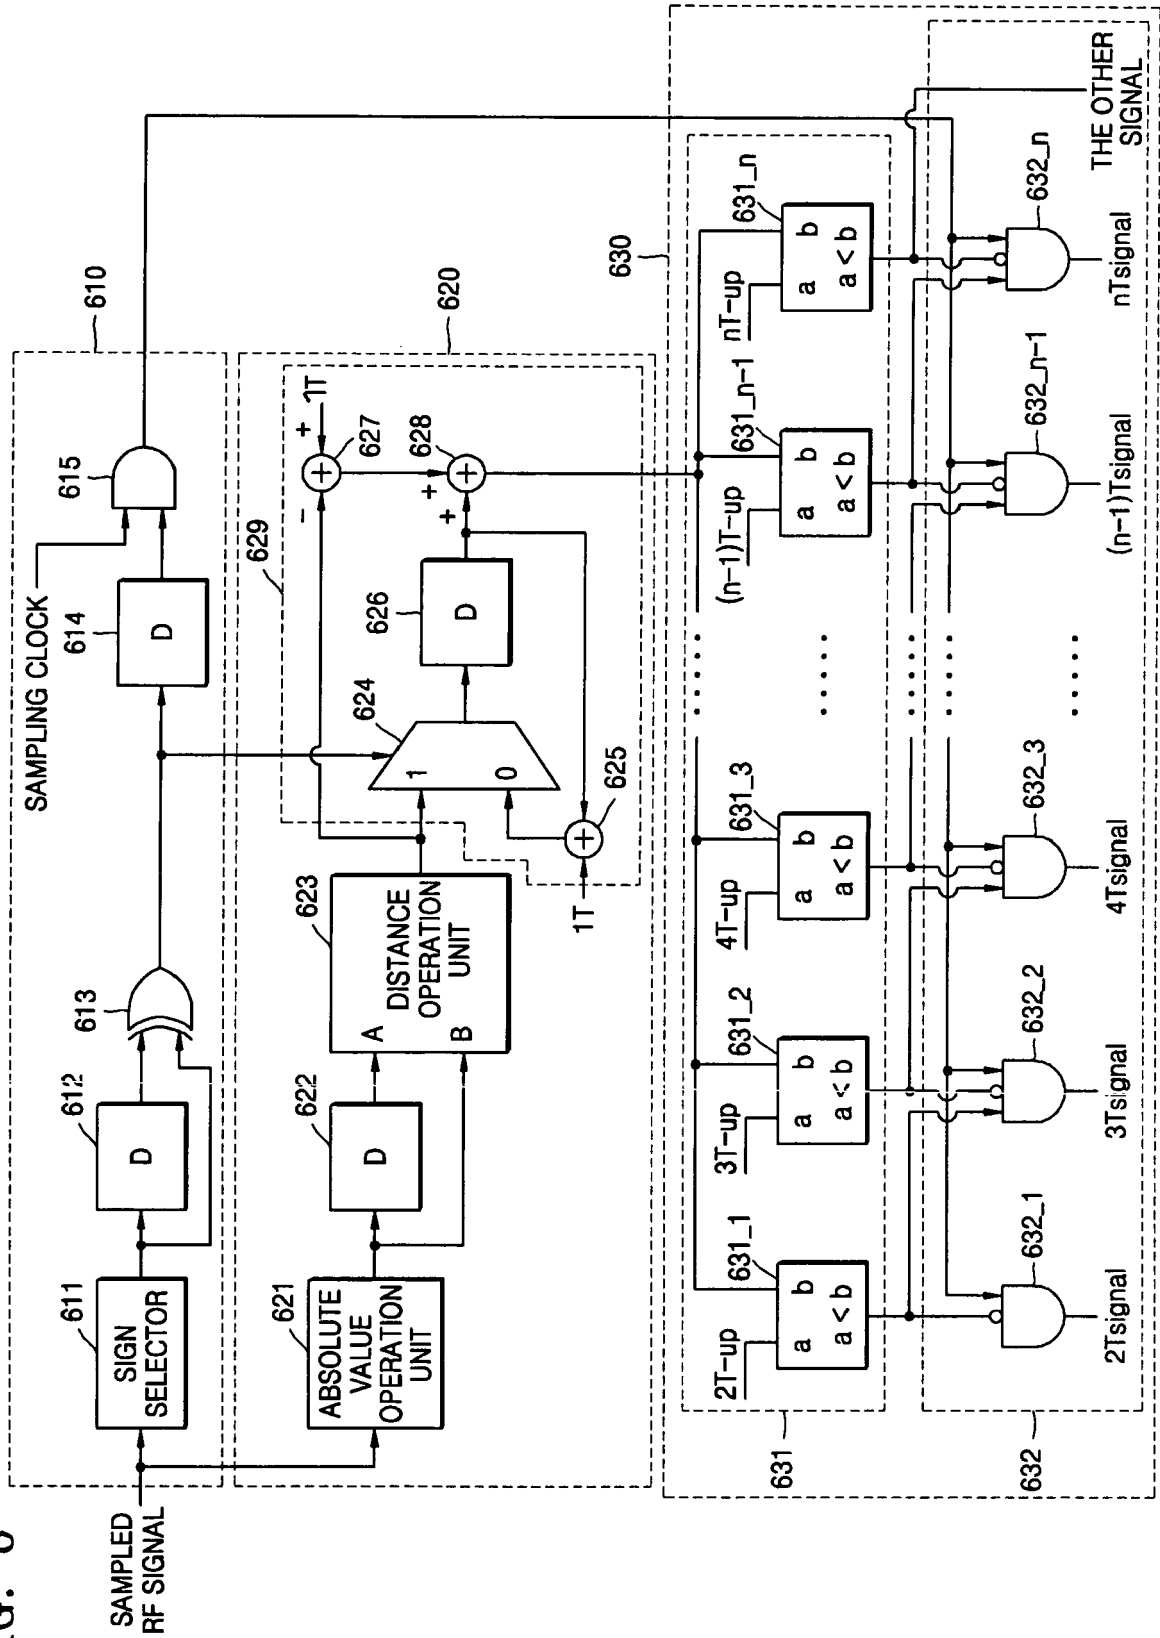 FIG. 6
SAMPLED
RF SIGNAL
610
611
SIGN
SELECTOR
612
D
613
SAMPLING CLOCK
614
D
615
620
621
ABSOLUTE
VALUE
OPERATION
UNIT
622
D
623
A
B
DISTANCE
OPERATION
UNIT
629
624
1
0
625
+
1T
626
D
627
+
+
−
1T
628
+
+
+
630
631
2T-up
631_1
a b
a < b
3T-up
631_2
a b
a < b
4T-up
631_3
a b
a < b
(n−1)T-up
631_n−1
a b
a < b
nT-up
631_n
a b
a < b
632
632_1
2Tsignal
632_2
3Tsignal
632_3
4Tsignal
632_n−1
(n−1)Tsignal
632_n
nTsignal
THE OTHER
SIGNAL